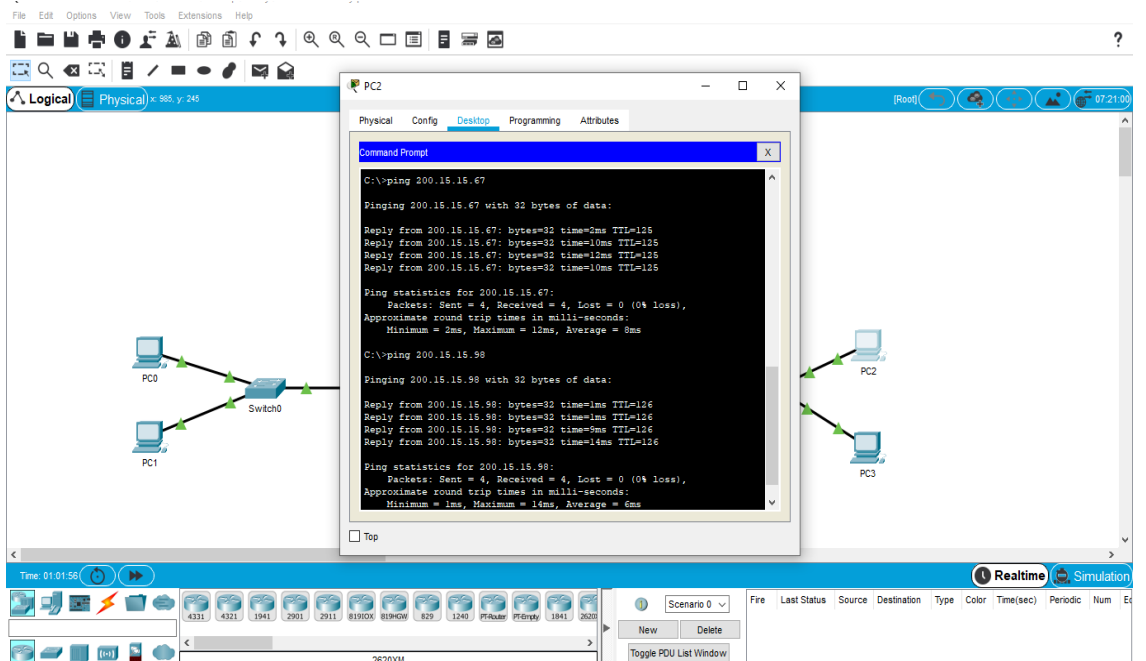 File Edit Options View Tools Extensions Help
?
Logical Physical x: 985, y: 245
[Root] 07:21:00
PC2
Physical Config Desktop Programming Attributes
Command Prompt X
C:\>ping 200.15.15.67
Pinging 200.15.15.67 with 32 bytes of data:
Reply from 200.15.15.67: bytes=32 time=2ms TTL=125
Reply from 200.15.15.67: bytes=32 time=10ms TTL=125
Reply from 200.15.15.67: bytes=32 time=12ms TTL=125
Reply from 200.15.15.67: bytes=32 time=10ms TTL=125
Ping statistics for 200.15.15.67:
Packets: Sent = 4, Received = 4, Lost = 0 (0% loss),
Approximate round trip times in milli-seconds:
Minimum = 2ms, Maximum = 12ms, Average = 8ms
C:\>ping 200.15.15.98
Pinging 200.15.15.98 with 32 bytes of data:
Reply from 200.15.15.98: bytes=32 time=1ms TTL=126
Reply from 200.15.15.98: bytes=32 time=1ms TTL=126
Reply from 200.15.15.98: bytes=32 time=9ms TTL=126
Reply from 200.15.15.98: bytes=32 time=14ms TTL=126
Ping statistics for 200.15.15.98:
Packets: Sent = 4, Received = 4, Lost = 0 (0% loss),
Approximate round trip times in milli-seconds:
Minimum = 1ms, Maximum = 14ms, Average = 6ms
Top
PC0
Switch0
PC1
PC2
PC3
Time: 01:01:56
Realtime Simulation
4331 4321 1941 2901 2911 819IOX 819HGW 829 1240 PT-Router PT-Empty 1841
2620XM
Scenario 0
New Delete
Toggle PDU List Window
Fire Last Status Source Destination Type Color Time(sec) Periodic Num